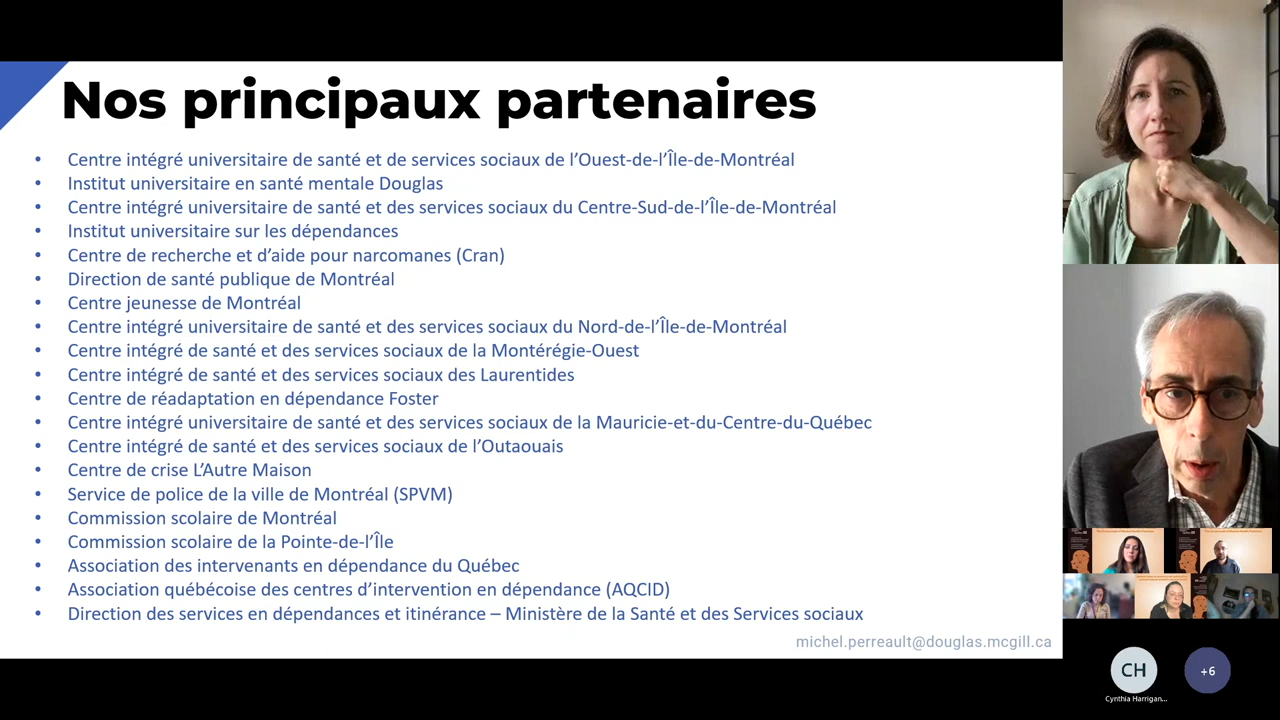 Nos principaux partenaires
• Centre intégré universitaire de santé et de services sociaux de l’Ouest-de-l’Île-de-Montréal
• Institut universitaire en santé mentale Douglas
• Centre intégré universitaire de santé et des services sociaux du Centre-Sud-de-l’Île-de-Montréal
• Institut universitaire sur les dépendances
• Centre de recherche et d’aide pour narcomanes (Cran)
• Direction de santé publique de Montréal
• Centre jeunesse de Montréal
• Centre intégré universitaire de santé et des services sociaux du Nord-de-l’Île-de-Montréal
• Centre intégré de santé et des services sociaux de la Montérégie-Ouest
• Centre intégré de santé et des services sociaux des Laurentides
• Centre de réadaptation en dépendance Foster
• Centre intégré universitaire de santé et des services sociaux de la Mauricie-et-du-Centre-du-Québec
• Centre intégré de santé et des services sociaux de l’Outaouais
• Centre de crise L’Autre Maison
• Service de police de la ville de Montréal (SPVM)
• Commission scolaire de Montréal
• Commission scolaire de la Pointe-de-l’Île
• Association des intervenants en dépendance du Québec
• Association québécoise des centres d’intervention en dépendance (AQCID)
• Direction des services en dépendances et itinérance – Ministère de la Santé et des Services sociaux
michel.perreault@douglas.mcgill.ca
CH
+6
Cynthia Harrigan...